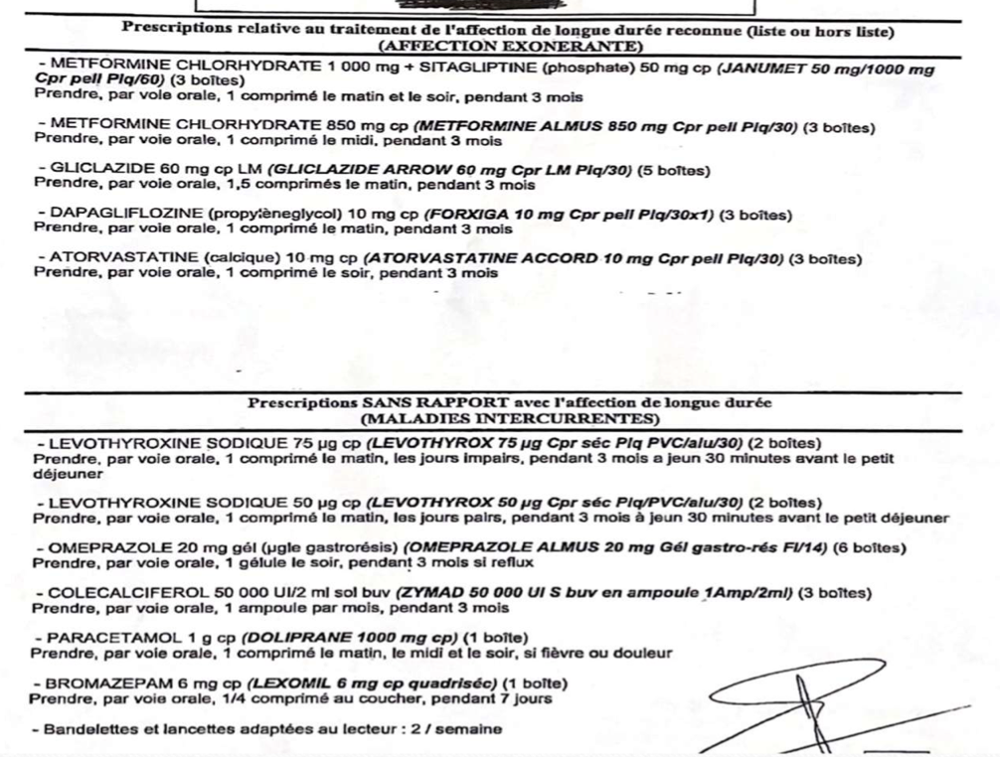 Prescriptions relative au traitement de l'affection de longue durée reconnue (liste ou hors liste)
(AFFECTION EXONERANTE)
- METFORMINE CHLORHYDRATE 1 000 mg + SITAGLIPTINE (phosphate) 50 mg cp (JANUMET 50 mg/1000 mg
Cpr pell Plq/60) (3 boîtes)
Prendre, par voie orale, 1 comprimé le matin et le soir, pendant 3 mois
- METFORMINE CHLORHYDRATE 850 mg cp (METFORMINE ALMUS 850 mg Cpr pell Plq/30) (3 boîtes)
Prendre, par voie orale, 1 comprimé le midi, pendant 3 mois
- GLICLAZIDE 60 mg cp LM (GLICLAZIDE ARROW 60 mg Cpr LM Plq/30) (5 boîtes)
Prendre, par voie orale, 1,5 comprimés le matin, pendant 3 mois
- DAPAGLIFLOZINE (propylèneglycol) 10 mg cp (FORXIGA 10 mg Cpr pell Plq/30x1) (3 boîtes)
Prendre, par voie orale, 1 comprimé le matin, pendant 3 mois
- ATORVASTATINE (calcique) 10 mg cp (ATORVASTATINE ACCORD 10 mg Cpr pell Plq/30) (3 boîtes)
Prendre, par voie orale, 1 comprimé le soir, pendant 3 mois
Prescriptions SANS RAPPORT avec l'affection de longue durée
(MALADIES INTERCURRENTES)
- LEVOTHYROXINE SODIQUE 75 µg cp (LEVOTHYROX 75 µg Cpr séc Plq PVC/alu/30) (2 boîtes)
Prendre, par voie orale, 1 comprimé le matin, les jours impairs, pendant 3 mois a jeun 30 minutes avant le petit
déjeuner
- LEVOTHYROXINE SODIQUE 50 µg cp (LEVOTHYROX 50 µg Cpr séc Plq/PVC/alu/30) (2 boîtes)
Prendre, par voie orale, 1 comprimé le matin, les jours pairs, pendant 3 mois à jeun 30 minutes avant le petit déjeuner
- OMEPRAZOLE 20 mg gél (µgle gastrorésis) (OMEPRAZOLE ALMUS 20 mg Gél gastro-rés Fl/14) (6 boîtes)
Prendre, par voie orale, 1 gélule le soir, pendant 3 mois si reflux
- COLECALCIFEROL 50 000 UI/2 ml sol buv (ZYMAD 50 000 UI S buv en ampoule 1Amp/2ml) (3 boîtes)
Prendre, par voie orale, 1 ampoule par mois, pendant 3 mois
- PARACETAMOL 1 g cp (DOLIPRANE 1000 mg cp) (1 boîte)
Prendre, par voie orale, 1 comprimé le matin, le midi et le soir, si fièvre ou douleur
- BROMAZEPAM 6 mg cp (LEXOMIL 6 mg cp quadriséc) (1 boîte)
Prendre, par voie orale, 1/4 comprimé au coucher, pendant 7 jours
- Bandelettes et lancettes adaptées au lecteur : 2 / semaine